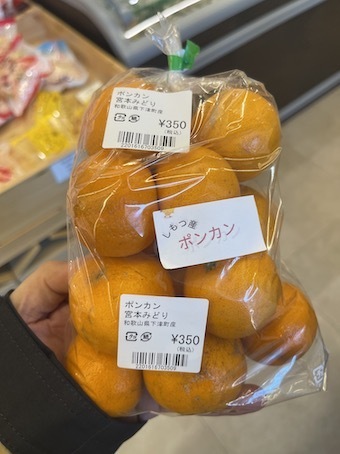 ポンカン
宮本みどり
和歌山県下津町産
¥350
(税込)
2201616703509
しもつ産
ポンカン
ポンカン
宮本みどり
和歌山県下津町産
¥350
(税込)
2201616703509